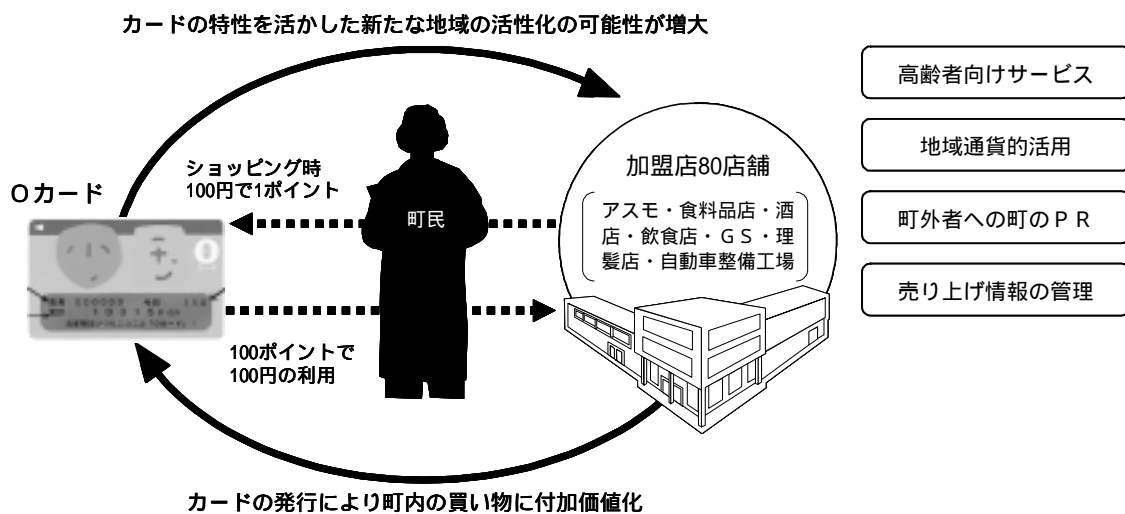 カードの特性を活かした新たな地域の活性化の可能性が増大
高齢者向けサービス
地域通貨的活用
町外者への町のＰＲ
売り上げ情報の管理
ショッピング時
100円で1ポイント
Ｏカード
町民
加盟店80店舗
アスモ・食料品店・酒
店・飲食店・ＧＳ・理
髪店・自動車整備工場
100ポイントで
100円の利用
カードの発行により町内の買い物に付加価値化